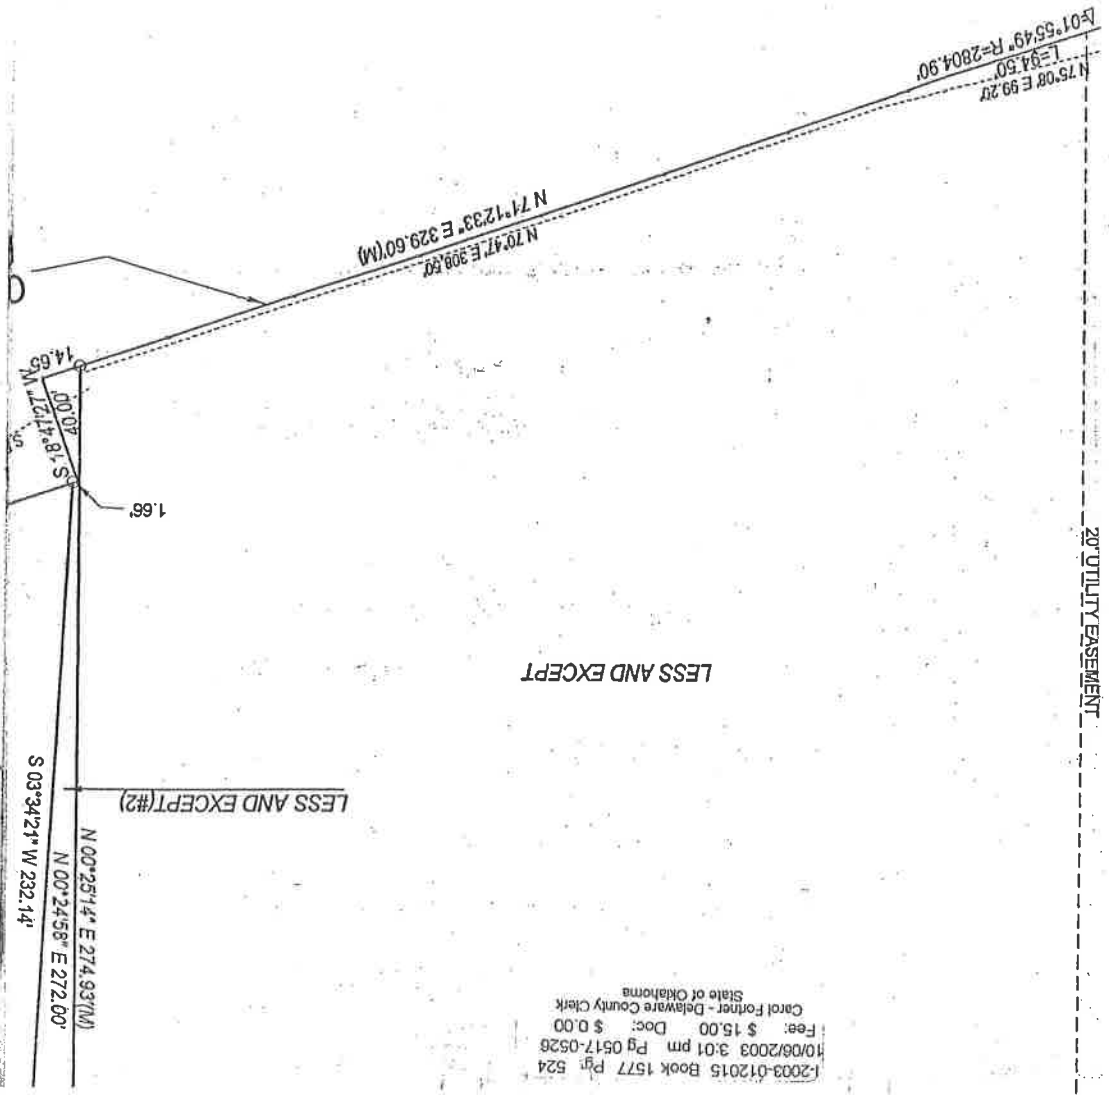 I-2003-012015 Book 1577 Pg: 524
10/06/2003 3:01 pm Pg 0517-0526
Fee: $ 15.00 Doc: $ 0.00
Carol Fortner - Delaware County Clerk
State of Oklahoma
N 00°25'14" E 274.93'(M)
N 00°24'58" E 272.00'
S 03°34'21" W 232.14'
LESS AND EXCEPT(#2)
LESS AND EXCEPT
20' UTILITY EASEMENT
1.66'
S 18°47'27" W
40.00'
14.65'
N 70°47' E 308.50'
N 71°12'33" E 329.60'(M)
N 75°08' E 99.20'
L=94.50'
Δ=01°55'49" R=2804.90'